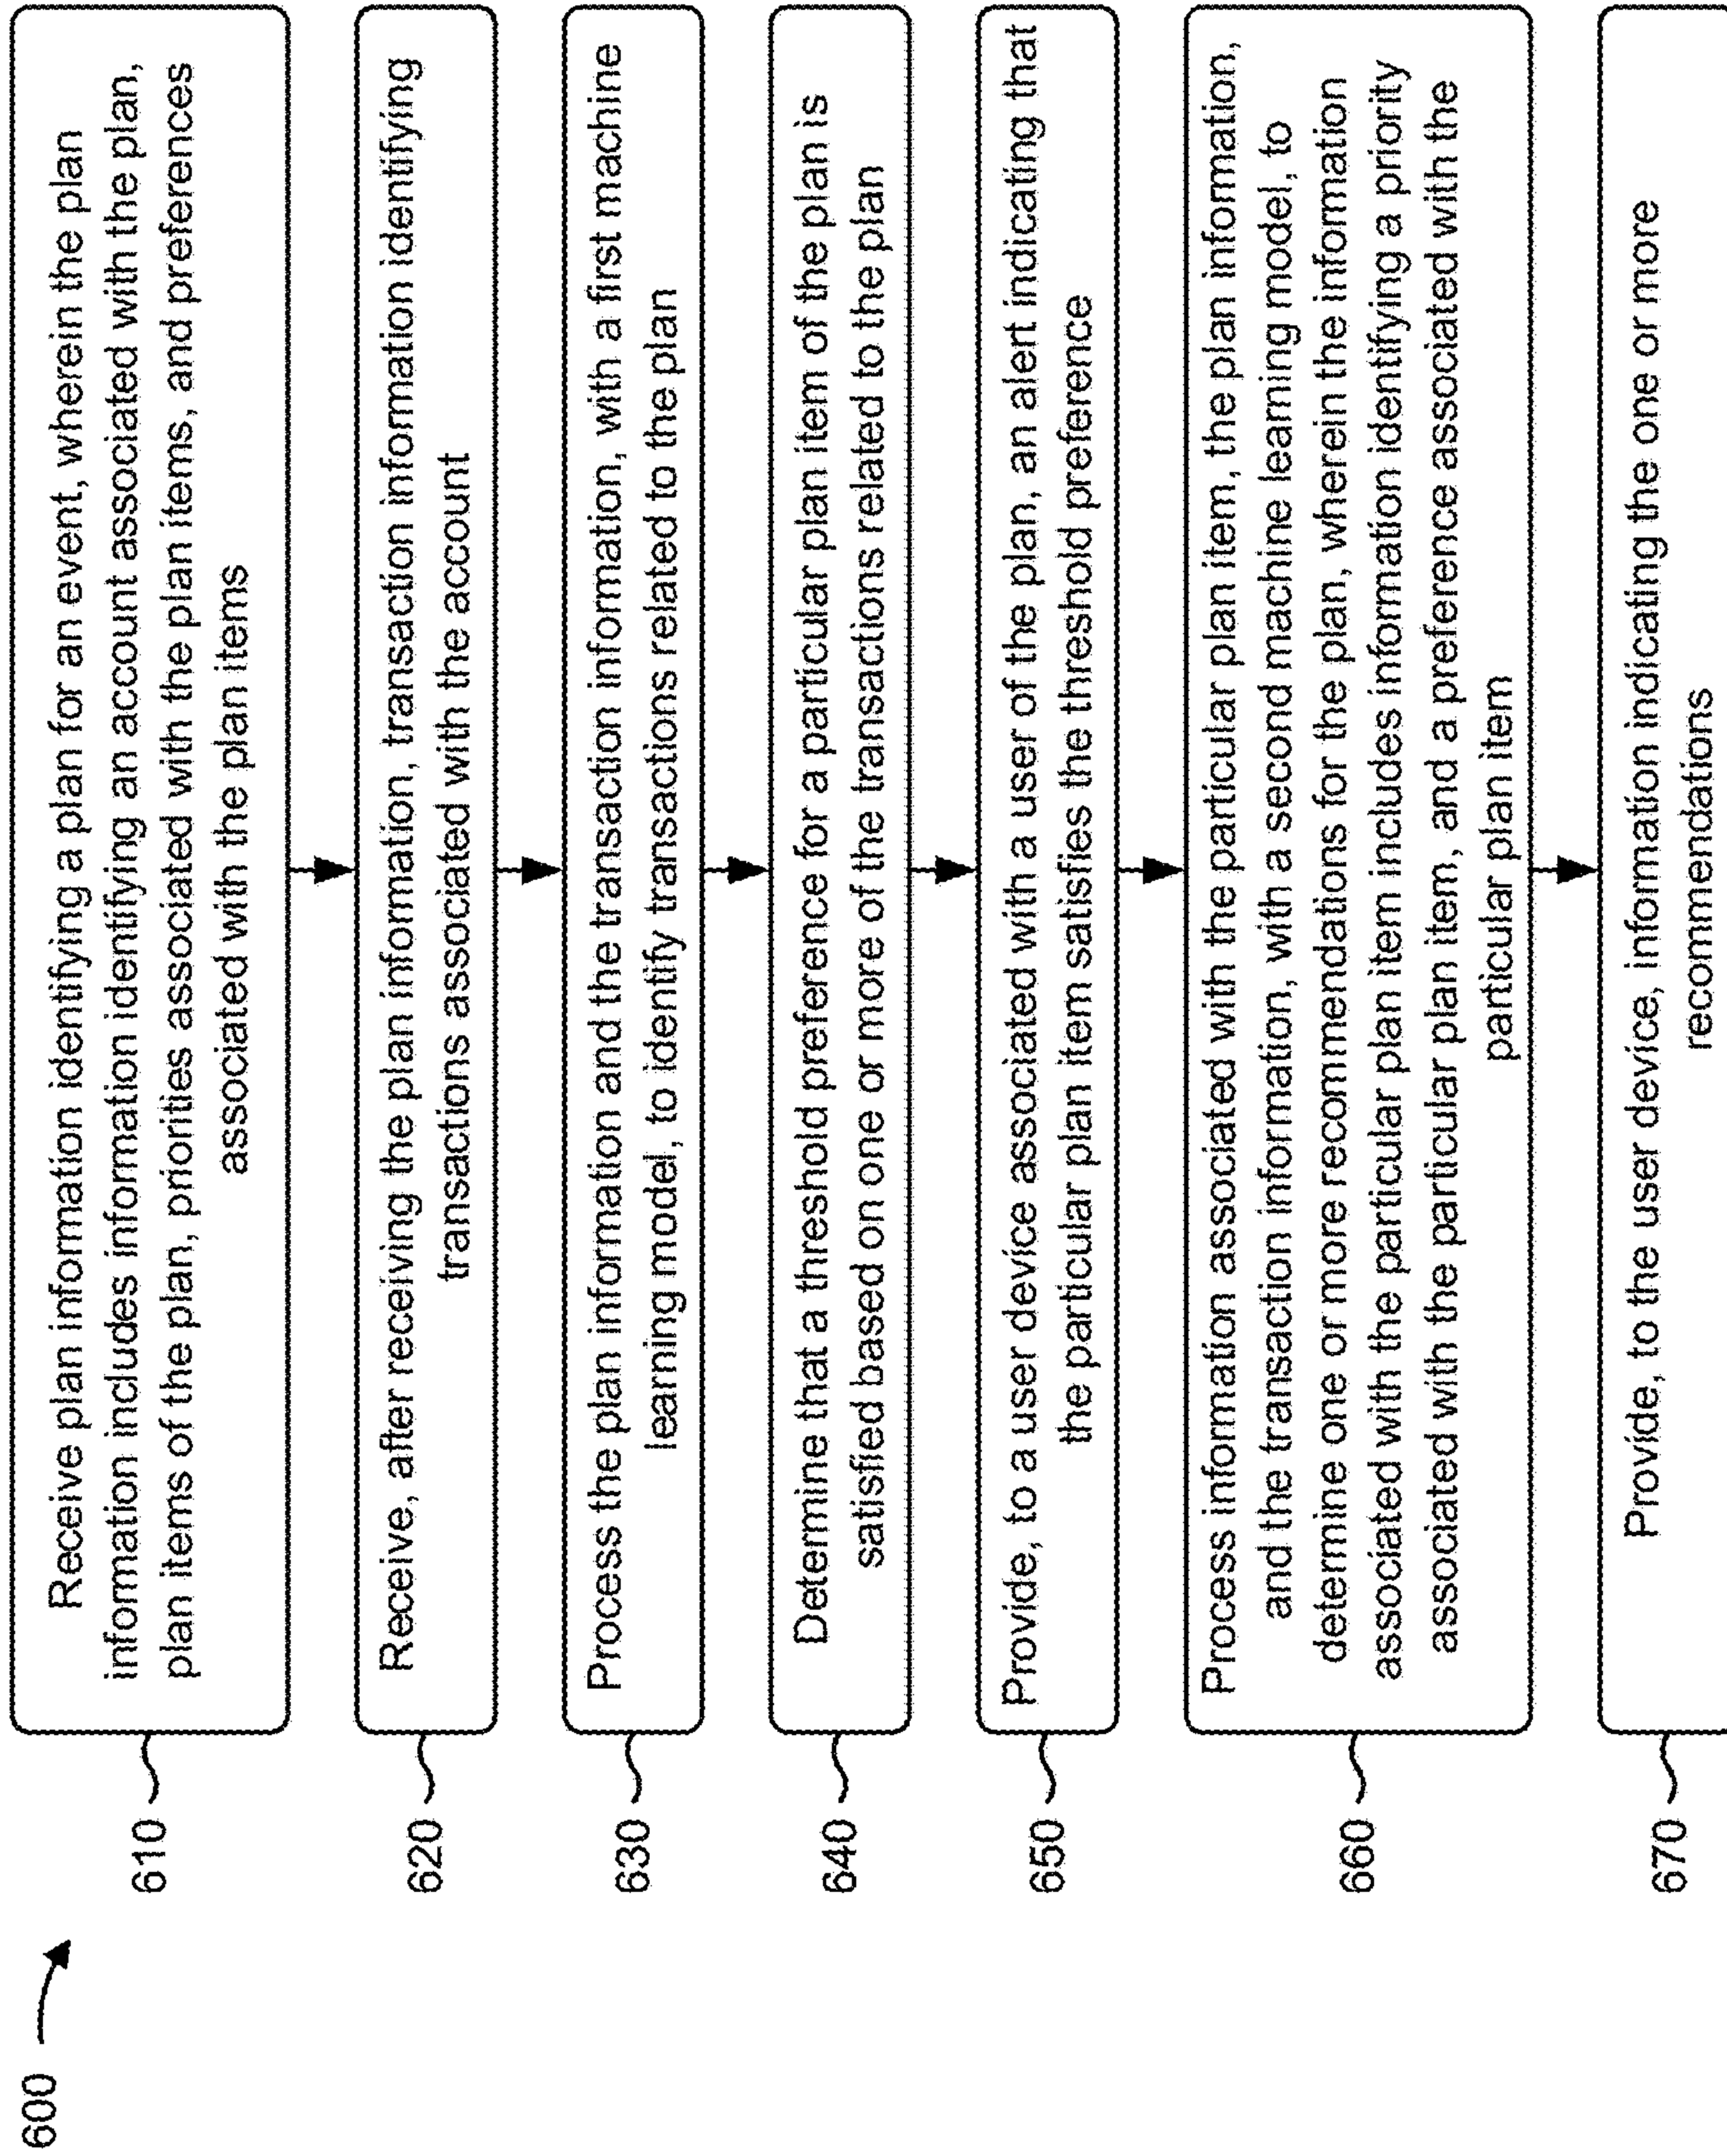 600
610
Receive plan information identifying a plan for an event, wherein the plan
information includes information identifying an account associated with the plan,
plan items of the plan, priorities associated with the plan items, and preferences
associated with the plan items
620
Receive, after receiving the plan information, transaction information identifying
transactions associated with the account
630
Process the plan information and the transaction information, with a first machine
learning model, to identify transactions related to the plan
640
Determine that a threshold preference for a particular plan item of the plan is
satisfied based on one or more of the transactions related to the plan
650
Provide, to a user device associated with a user of the plan, an alert indicating that
the particular plan item satisfies the threshold preference
660
Process information associated with the particular plan item, the plan information,
and the transaction information, with a second machine learning model, to
determine one or more recommendations for the plan, wherein the information
associated with the particular plan item includes information identifying a priority
associated with the particular plan item, and a preference associated with the
particular plan item
670
Provide, to the user device, information indicating the one or more
recommendations